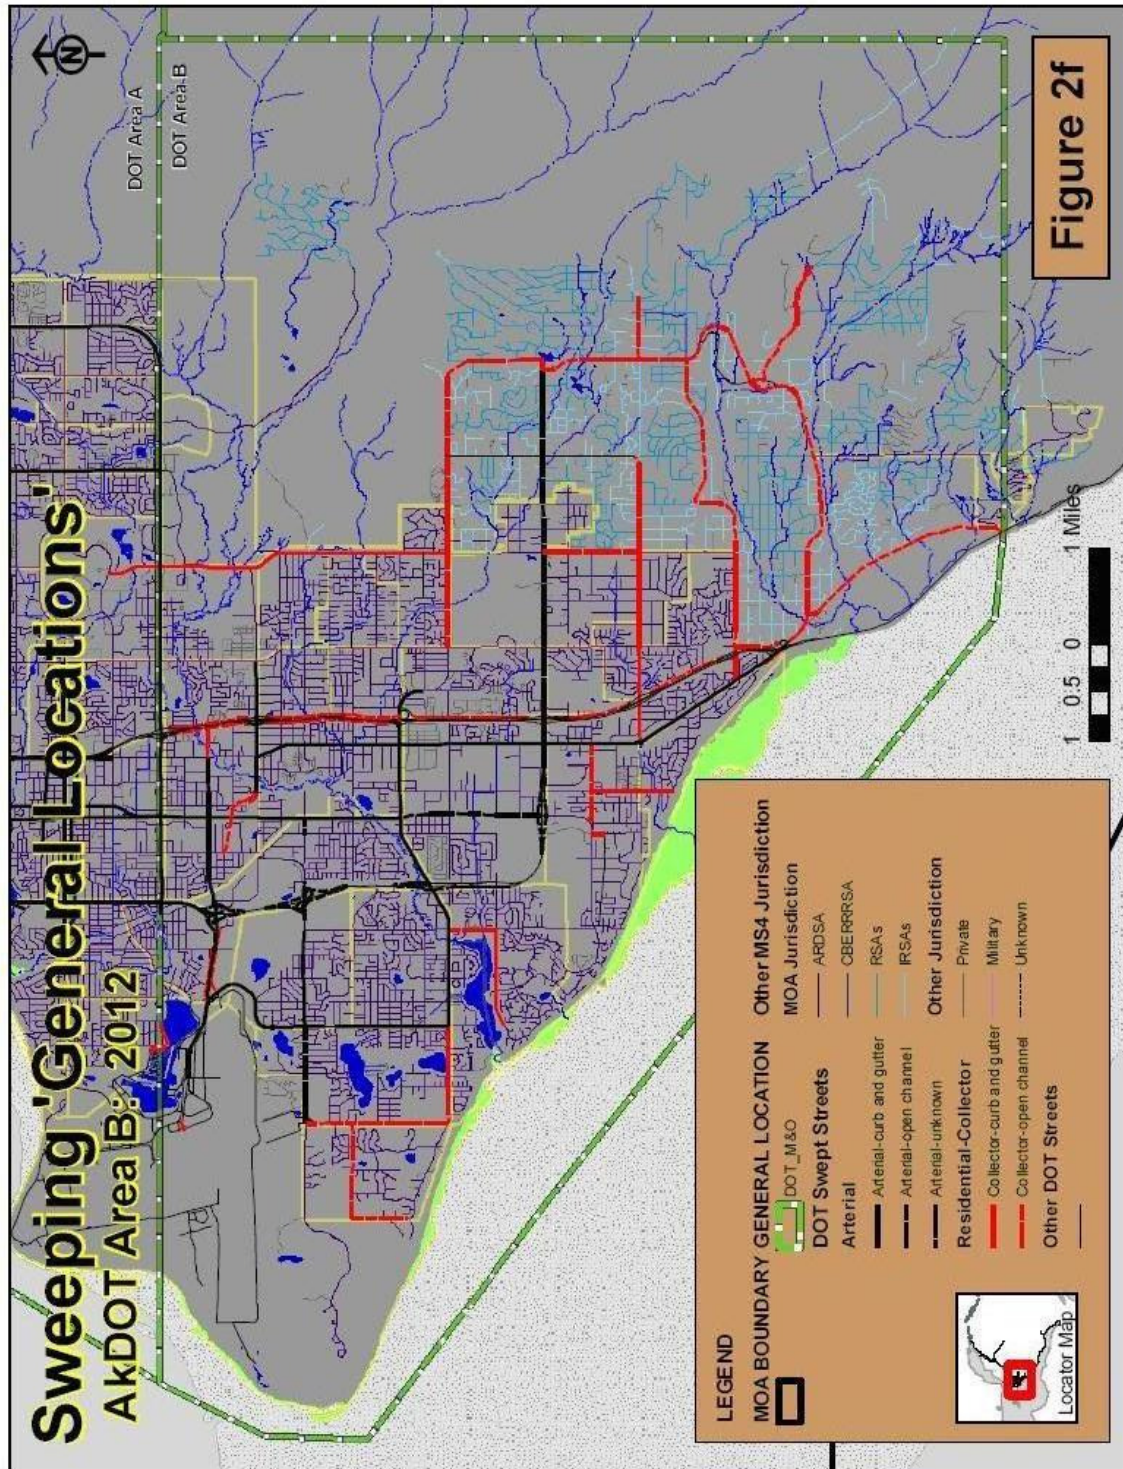 Sweeping 'General Locations'
AkDOT Area B: 2012
N
DOT Area A
DOT Area B
Figure 2f
1 0.5 0 1 Miles
LEGEND
MOA BOUNDARY GENERAL LOCATION
DOT_M&O
DOT Swept Streets
Arterial
Arterial-curb and gutter
Arterial-open channel
Arterial-unknown
Residential-Collector
Collector-curb and gutter
Collector-open channel
Other DOT Streets
Other MS4 Jurisdiction
MOA Jurisdiction
ARDSA
CBERRRSA
RSAs
IRSAs
Other Jurisdiction
Private
Military
Unknown
Locator Map